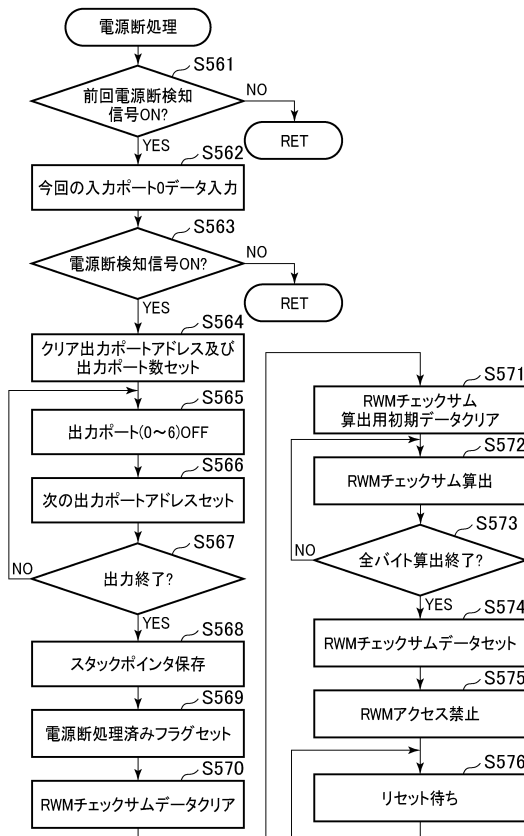 電源断処理
S561
前回電源断検知
信号ON?
NO
RET
YES
S562
今回の入力ポート0データ入力
S563
電源断検知信号ON?
NO
RET
YES
S564
クリア出力ポートアドレス及び
出力ポート数セット
S565
出力ポート(0～6)OFF
S566
次の出力ポートアドレスセット
S567
NO
出力終了?
YES
S568
スタックポインタ保存
S569
電源断処理済みフラグセット
S570
RWMチェックサムデータクリア
S571
RWMチェックサム
算出用初期データクリア
S572
RWMチェックサム算出
S573
NO
全バイト算出終了?
YES
S574
RWMチェックサムデータセット
S575
RWMアクセス禁止
S576
リセット待ち